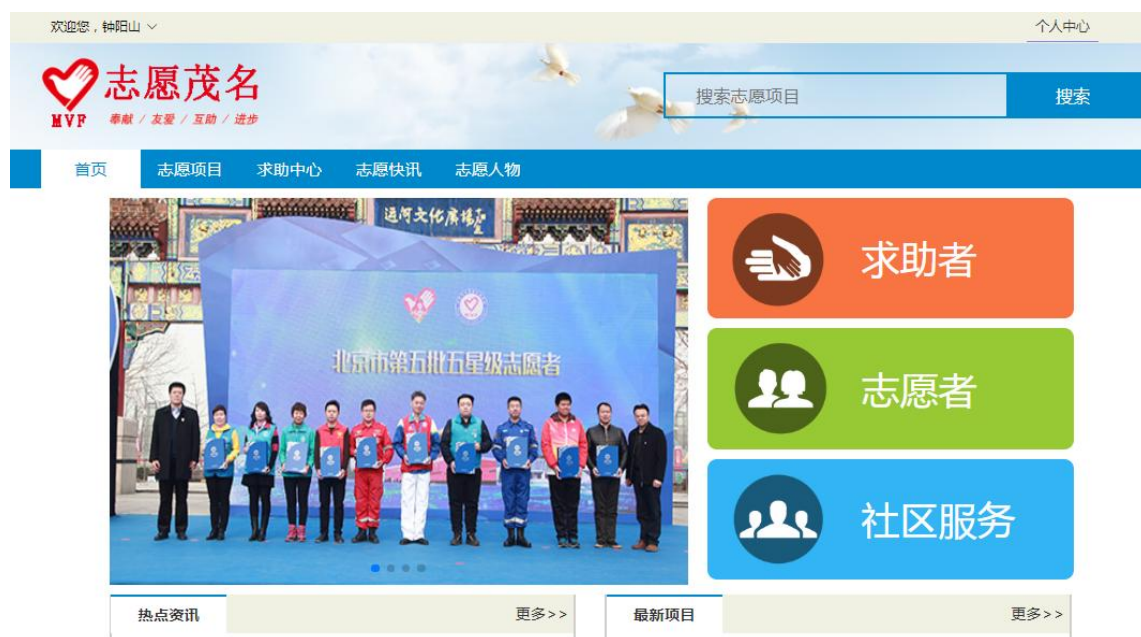 欢迎您，钟阳山
个人中心
志愿茂名
MVF 奉献 / 友爱 / 互助 / 进步
搜索志愿项目
搜索
首页 志愿项目 求助中心 志愿快讯 志愿人物
运河文化广场
北京市第五批五星级志愿者
求助者
志愿者
社区服务
热点资讯 更多>>
最新项目 更多>>